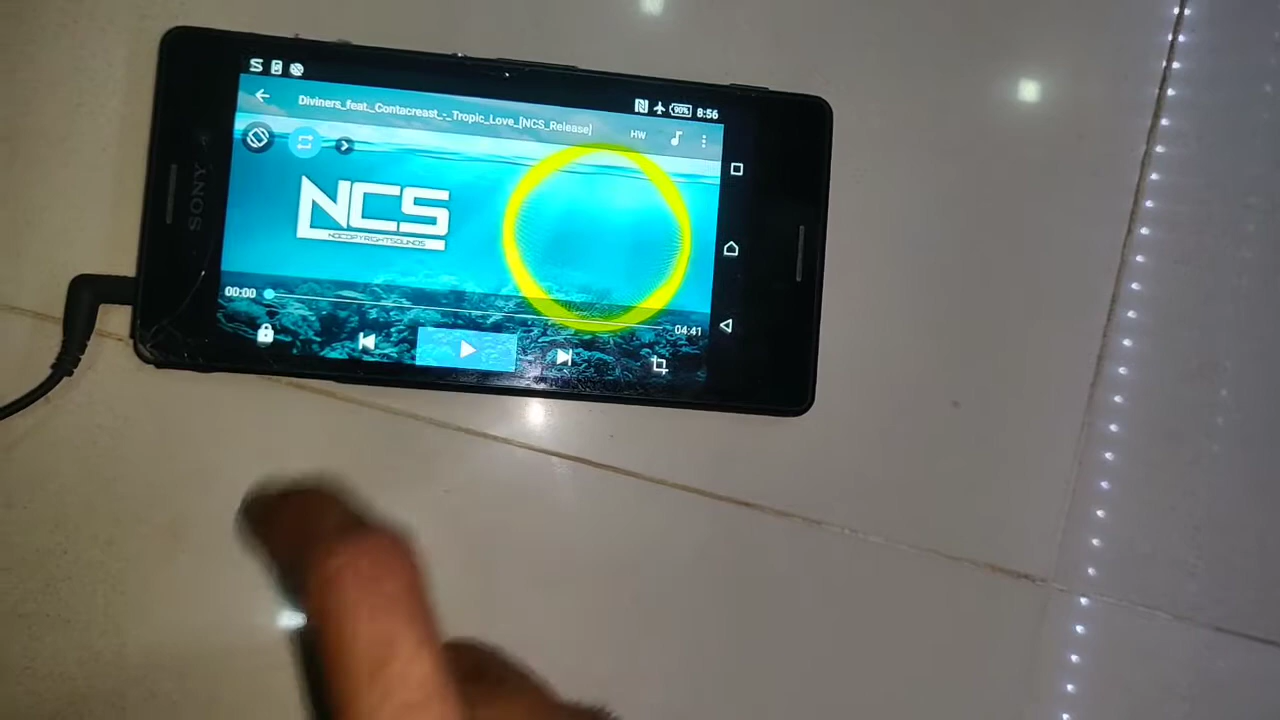 90% 8:56
Diviners_feat._Contacreast_-_Tropic_Love_[NCS_Release] HW
SONY
NCS
NOCOPYRIGHTSOUNDS
00:00
04:41